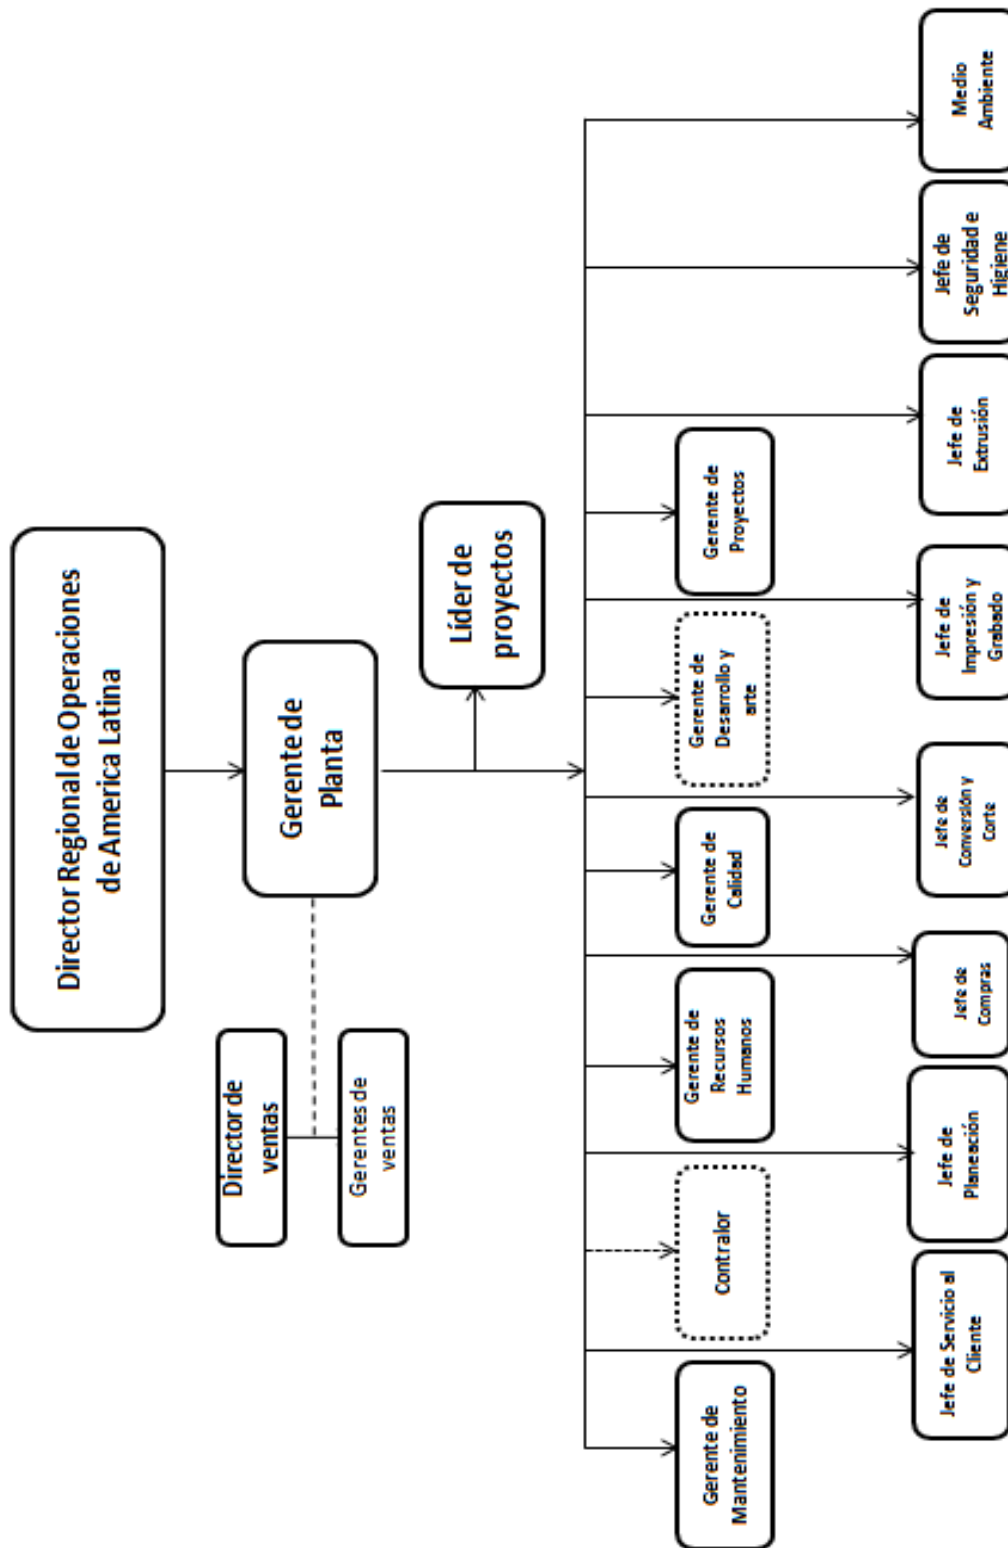 Director Regional de Operaciones
de America Latina
Director de
ventas
Gerentes de
ventas
Gerente de
Planta
Líder de
proyectos
Gerente de
Mantenimiento
Contralor
Gerente de
Recursos
Humanos
Gerente de
Calidad
Gerente de
Desarrollo y
arte
Gerente de
Proyectos
Jefe de Servicio al
Cliente
Jefe de
Planeación
Jefe de
Compras
Jefe de
Conversión y
Corte
Jefe de
Impresión y
Grabado
Jefe de
Extrusión
Jefe de
Seguridad e
Higiene
Medio
Ambiente